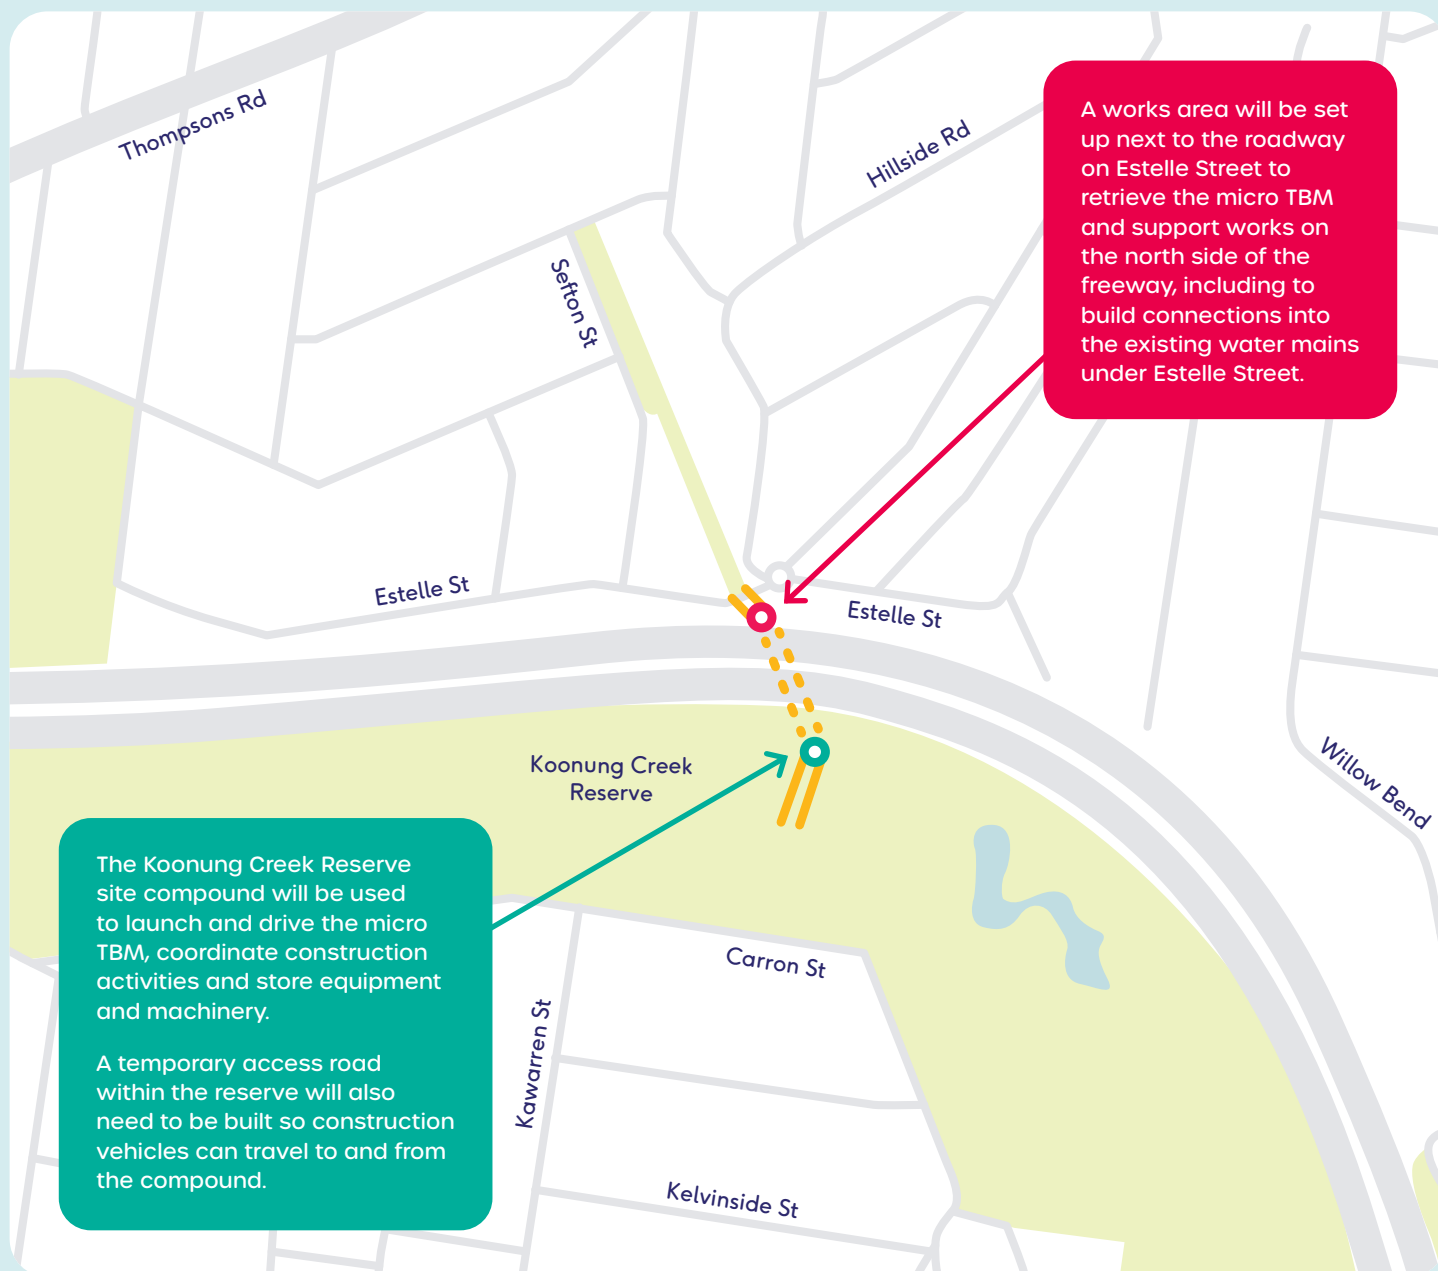 Thompsons Rd
Hillside Rd
A works area will be set
up next to the roadway
on Estelle Street to
retrieve the micro TBM
and support works on
the north side of the
freeway, including to
build connections into
the existing water mains
under Estelle Street.
Sefton St
Estelle St
Estelle St
Koonung Creek
Reserve
Willow Bend
The Koonung Creek Reserve
site compound will be used
to launch and drive the micro
TBM, coordinate construction
activities and store equipment
and machinery.
A temporary access road
within the reserve will also
need to be built so construction
vehicles can travel to and from
the compound.
Carron St
Kawarren St
Kelvinside St